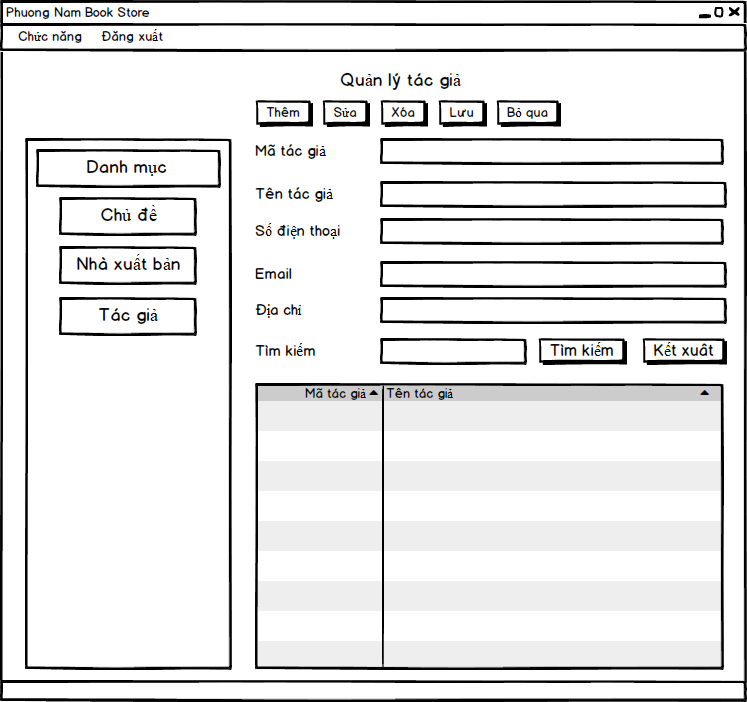 Phuong Nam Book Store
Chức năng Đăng xuất
Quản lý tác giả
Thêm Sửa Xóa Lưu Bỏ qua
Danh mục
Chủ đề
Nhà xuất bản
Tác giả
Mã tác giả
Tên tác giả
Số điện thoại
Email
Địa chỉ
Tìm kiếm Tìm kiếm Kết xuât
Mã tác giả Tên tác giả